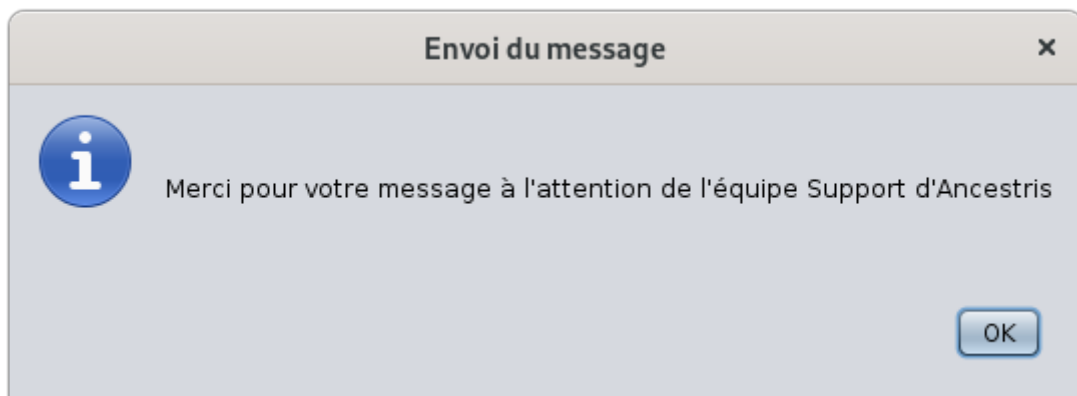 Envoi du message
Merci pour votre message à l'attention de l'équipe Support d'Ancestris
OK